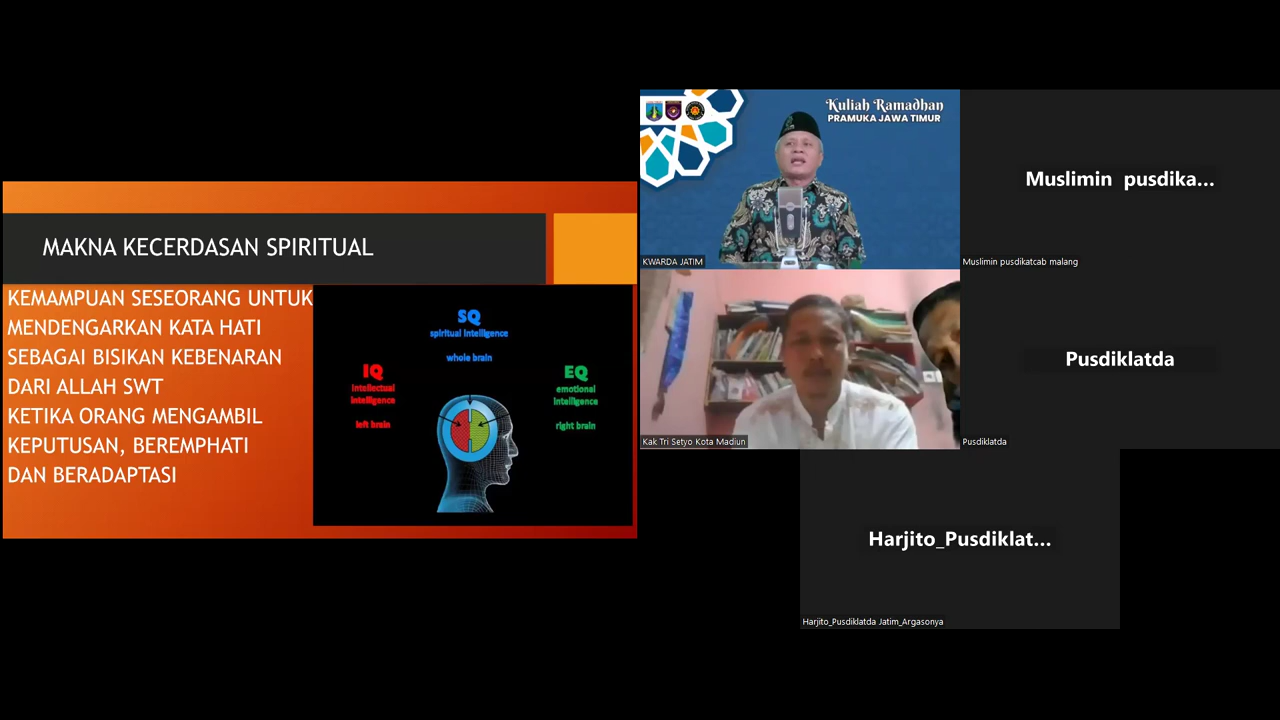 MAKNA KECERDASAN SPIRITUAL
KEMAMPUAN SESEORANG UNTUK
MENDENGARKAN KATA HATI
SEBAGAI BISIKAN KEBENARAN
DARI ALLAH SWT
KETIKA ORANG MENGAMBIL
KEPUTUSAN, BEREMPHATI
DAN BERADAPTASI
SQ
spiritual intelligence
whole brain
IQ
intellectual
intelligence
left brain
EQ
emotional
intelligence
right brain
Kuliah Ramadhan
PRAMUKA JAWA TIMUR
KWARDA JATIM
Muslimin pusdika...
Muslimin pusdikatcab malang
Kak Tri Setyo Kota Madiun
Pusdiklatda
Pusdiklatda
Harjito_Pusdiklat...
Harjito_Pusdiklatda Jatim_Argasonya